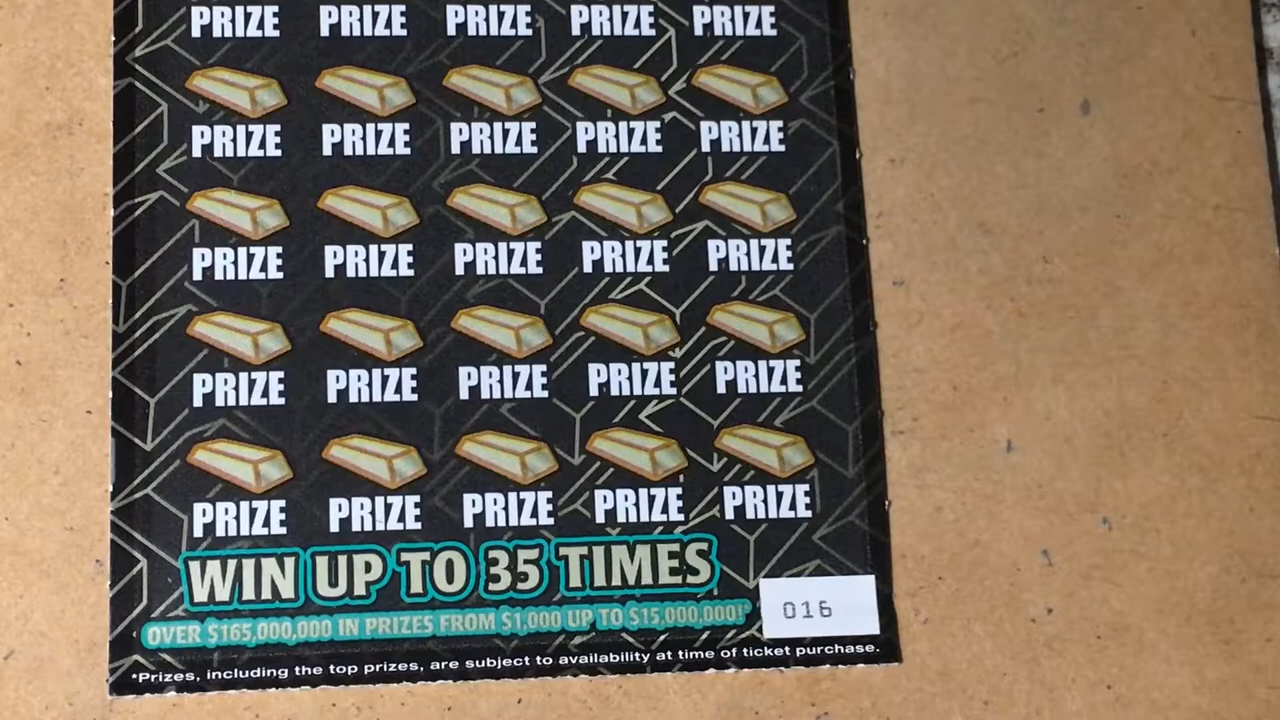 PRIZE PRIZE PRIZE PRIZE PRIZE
PRIZE PRIZE PRIZE PRIZE PRIZE
PRIZE PRIZE PRIZE PRIZE PRIZE
PRIZE PRIZE PRIZE PRIZE PRIZE
PRIZE PRIZE PRIZE PRIZE PRIZE
WIN UP TO 35 TIMES
OVER $165,000,000 IN PRIZES FROM $1,000 UP TO $15,000,000!*
016
*Prizes, including the top prizes, are subject to availability at time of ticket purchase.